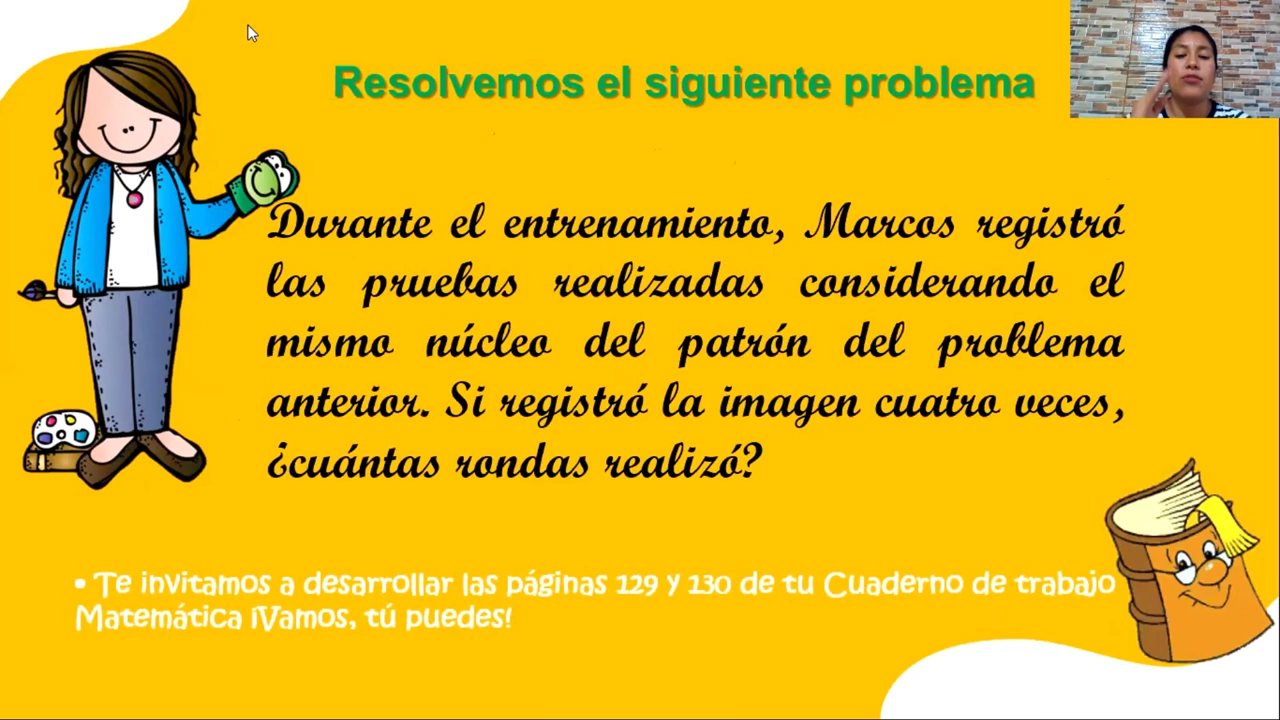 Resolvemos el siguiente problema
Durante el entrenamiento, Marcos registró
las pruebas realizadas considerando el
mismo núcleo del patrón del problema
anterior. Si registró la imagen cuatro veces,
¿cuántas rondas realizó?
• Te invitamos a desarrollar las páginas 129 y 130 de tu Cuaderno de trabajo
Matemática ¡Vamos, tú puedes!